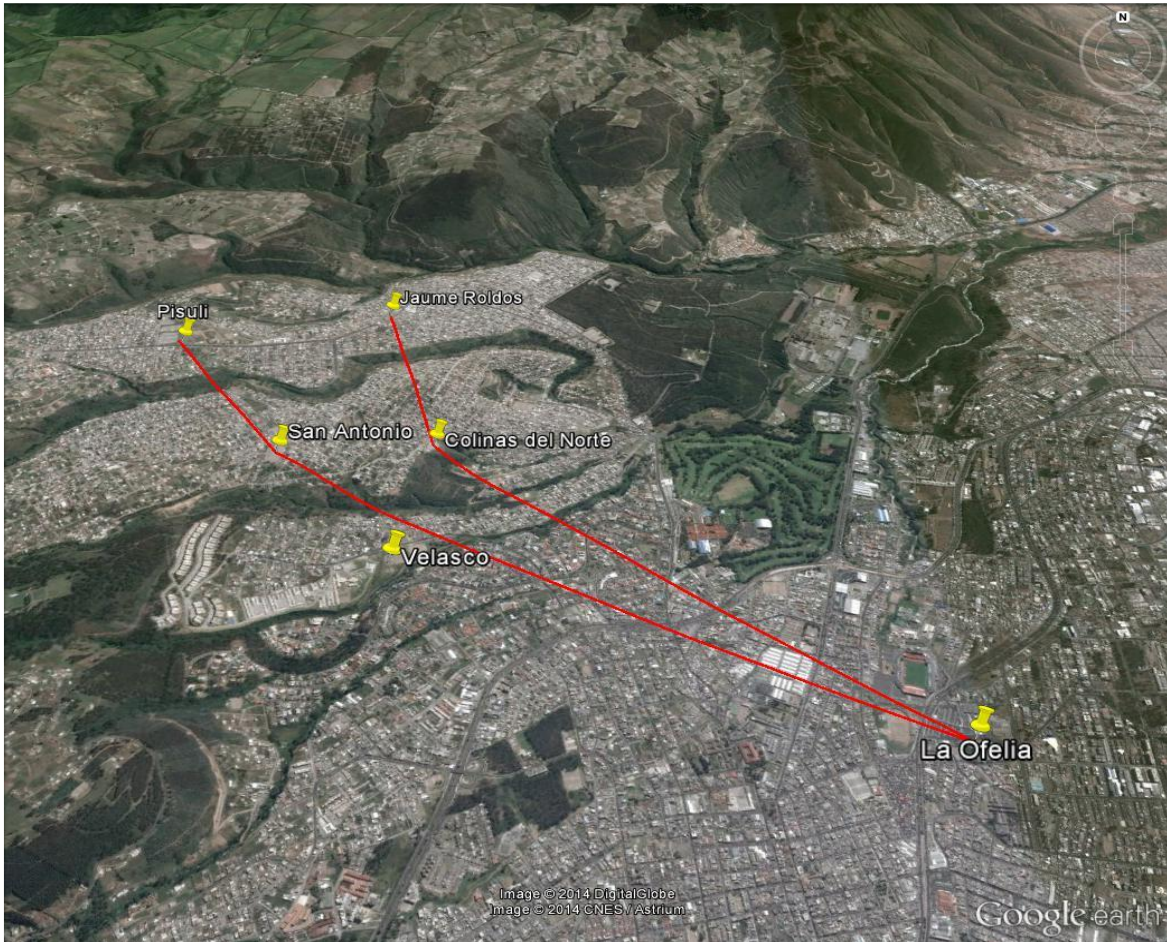 N
Jaume Roldos
Pisuli
San Antonio
Colinas del Norte
Velasco
La Ofelia
Image © 2014 DigitalGlobe
Image © 2014 CNES / Astrium
Google earth